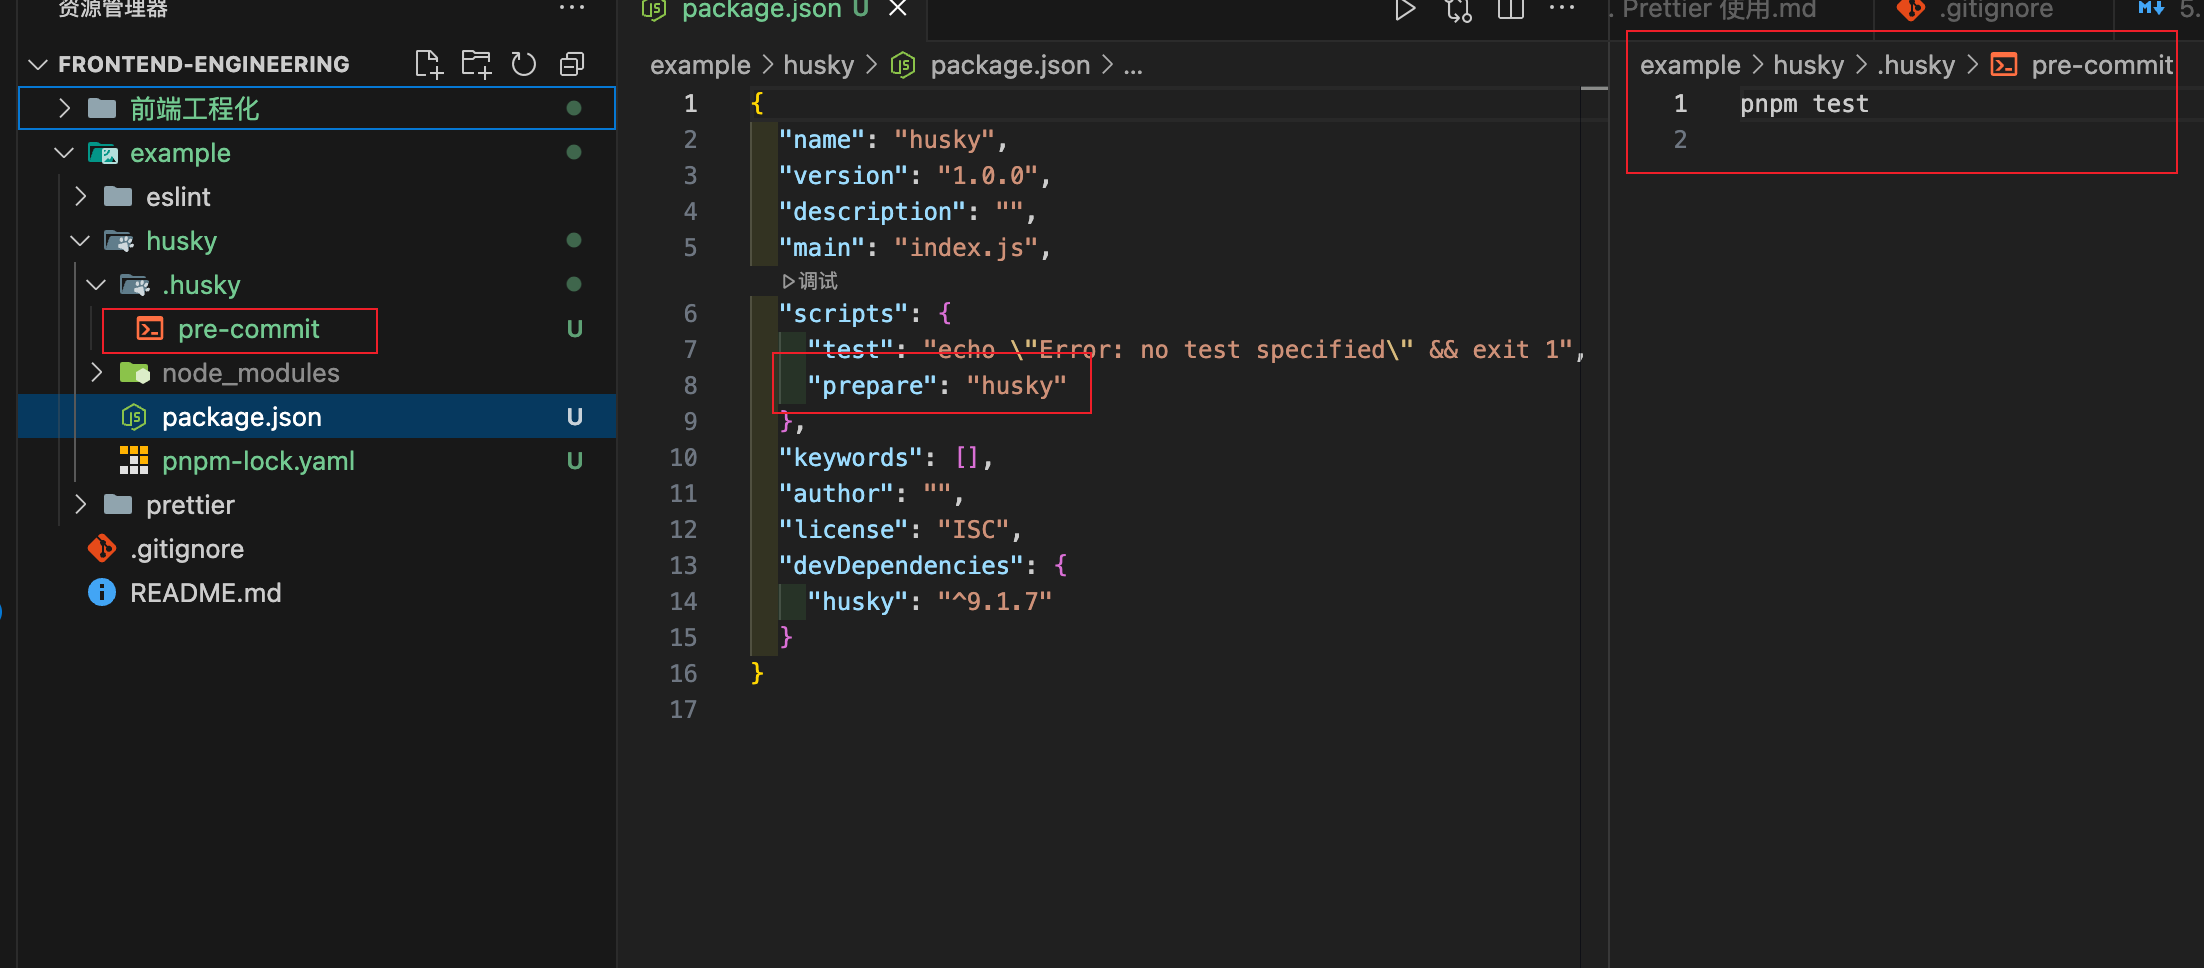 资源管理器
FRONTEND-ENGINEERING
前端工程化
example
eslint
husky
.husky
pre-commit
U
node_modules
package.json
U
pnpm-lock.yaml
U
prettier
.gitignore
README.md
package.json U
example > husky > package.json > ...
1 {
2 "name": "husky",
3 "version": "1.0.0",
4 "description": "",
5 "main": "index.js",
调试
6 "scripts": {
7 "test": "echo \"Error: no test specified\" && exit 1",
8 "prepare": "husky"
9 },
10 "keywords": [],
11 "author": "",
12 "license": "ISC",
13 "devDependencies": {
14 "husky": "^9.1.7"
15 }
16 }
17
. Prettier 使用.md
.gitignore
5.
example > husky > .husky > pre-commit
1 pnpm test
2